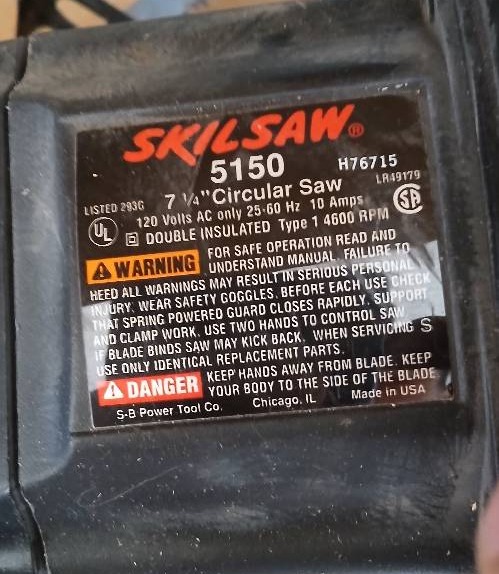 SKILSAW®
5150 H76715
7 1/4" Circular Saw LR49179
LISTED 293G 120 Volts AC only 25-60 Hz 10 Amps
UL DOUBLE INSULATED Type 1 4600 RPM SA
WARNING FOR SAFE OPERATION READ AND
UNDERSTAND MANUAL. FAILURE TO
HEED ALL WARNINGS MAY RESULT IN SERIOUS PERSONAL
INJURY. WEAR SAFETY GOGGLES. BEFORE EACH USE CHECK
THAT SPRING POWERED GUARD CLOSES RAPIDLY. SUPPORT
AND CLAMP WORK. USE TWO HANDS TO CONTROL SAW
IF BLADE BINDS SAW MAY KICK BACK. WHEN SERVICING S
USE ONLY IDENTICAL REPLACEMENT PARTS.
DANGER KEEP HANDS AWAY FROM BLADE. KEEP
YOUR BODY TO THE SIDE OF THE BLADE
S-B Power Tool Co. Chicago, IL Made in USA